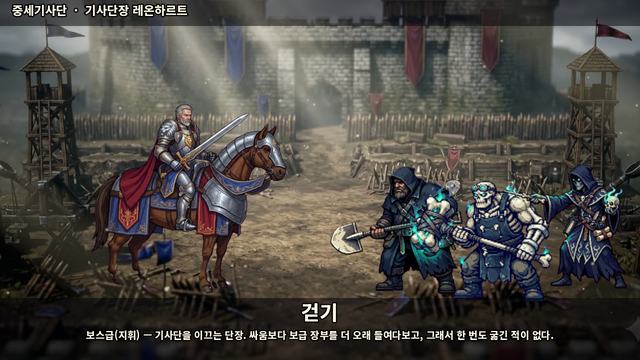 중세기사단 · 기사단장 레온하르트
걷기
보스급(지휘) — 기사단을 이끄는 단장. 싸움보다 보급 장부를 더 오래 들여다보고, 그래서 한 번도 굶긴 적이 없다.